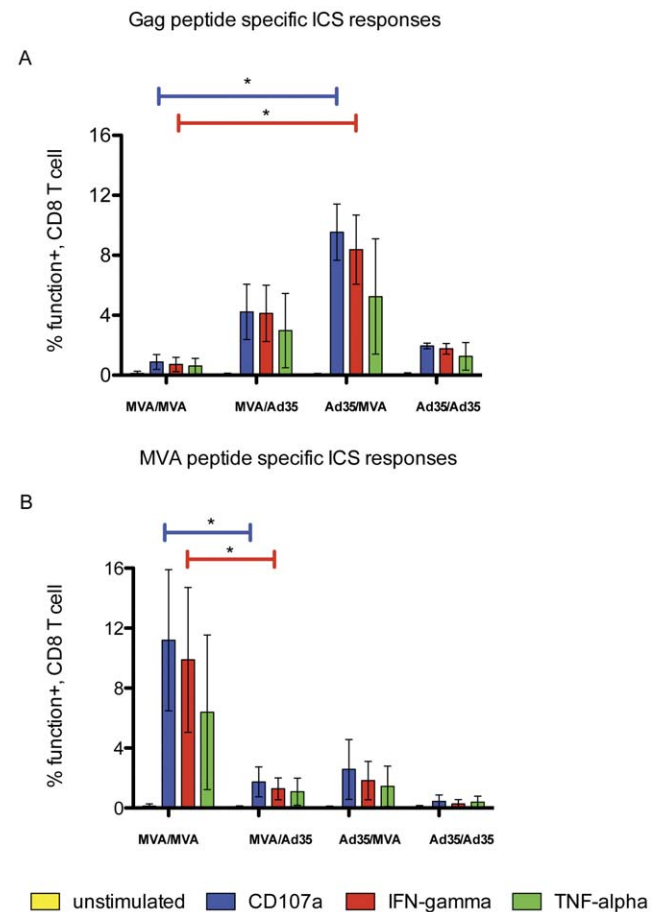 Gag peptide specific ICS responses
A
*
*
16
12
8
4
0
% function+, CD8 T cell
MVA/MVA MVA/Ad35 Ad35/MVA Ad35/Ad35
MVA peptide specific ICS responses
B
*
*
16
12
8
4
0
% function+, CD8 T cell
MVA/MVA MVA/Ad35 Ad35/MVA Ad35/Ad35
unstimulated CD107a IFN-gamma TNF-alpha